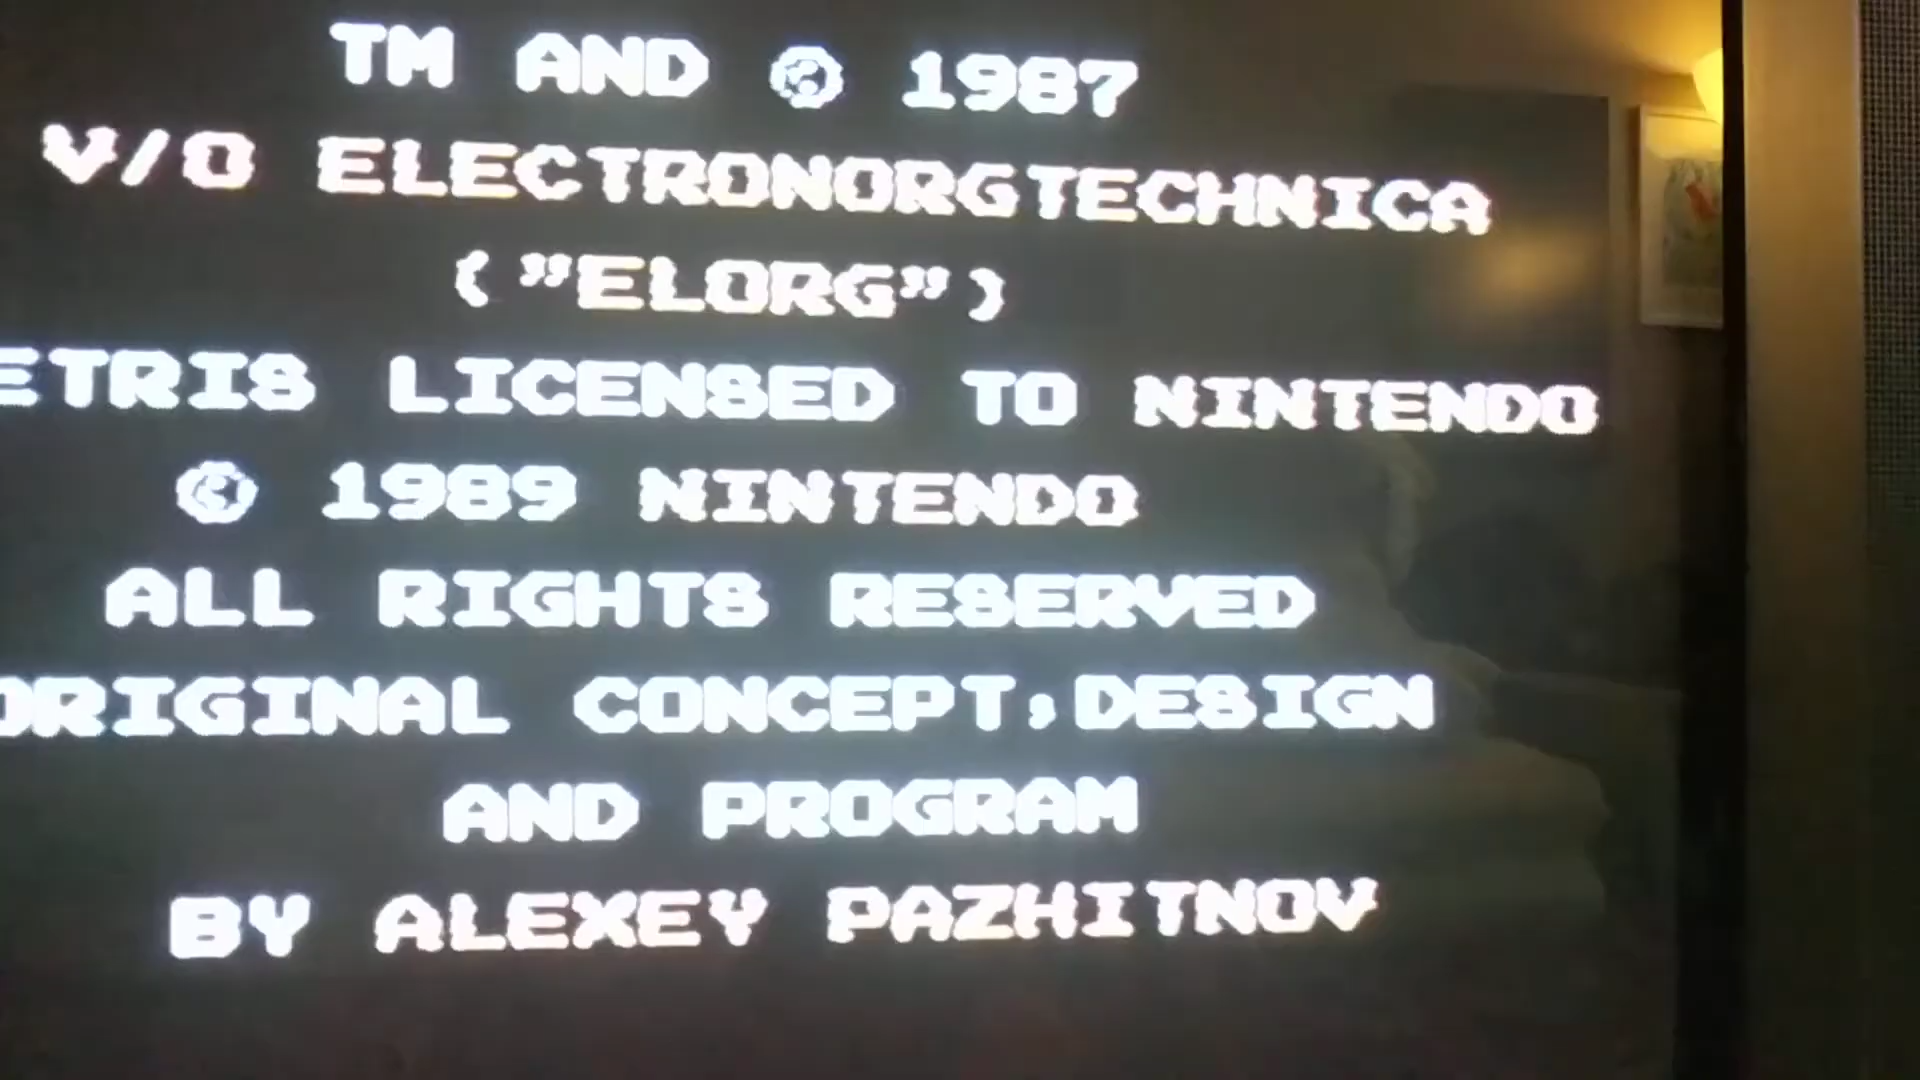 TM AND © 1987
V/O ELECTRONORGTECHNICA
("ELORG")
ETRIS LICENSED TO NINTENDO
© 1989 NINTENDO
ALL RIGHTS RESERVED
ORIGINAL CONCEPT,DESIGN
AND PROGRAM
BY ALEXEY PAZHITNOV